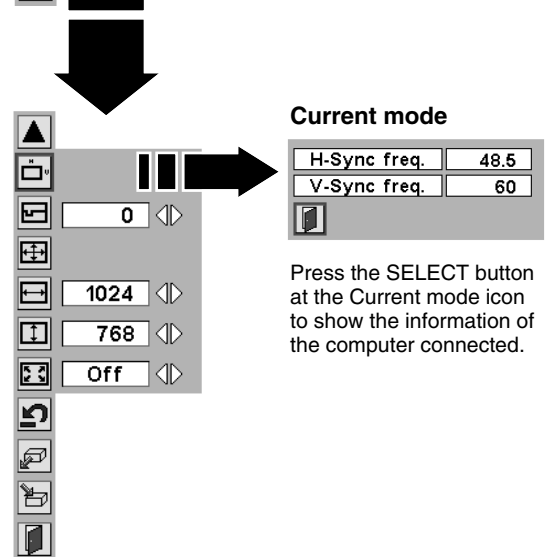 Current mode
H-Sync freq. 48.5
V-Sync freq. 60
H
V
0
1024
768
Off
Press the SELECT button
at the Current mode icon
to show the information of
the computer connected.